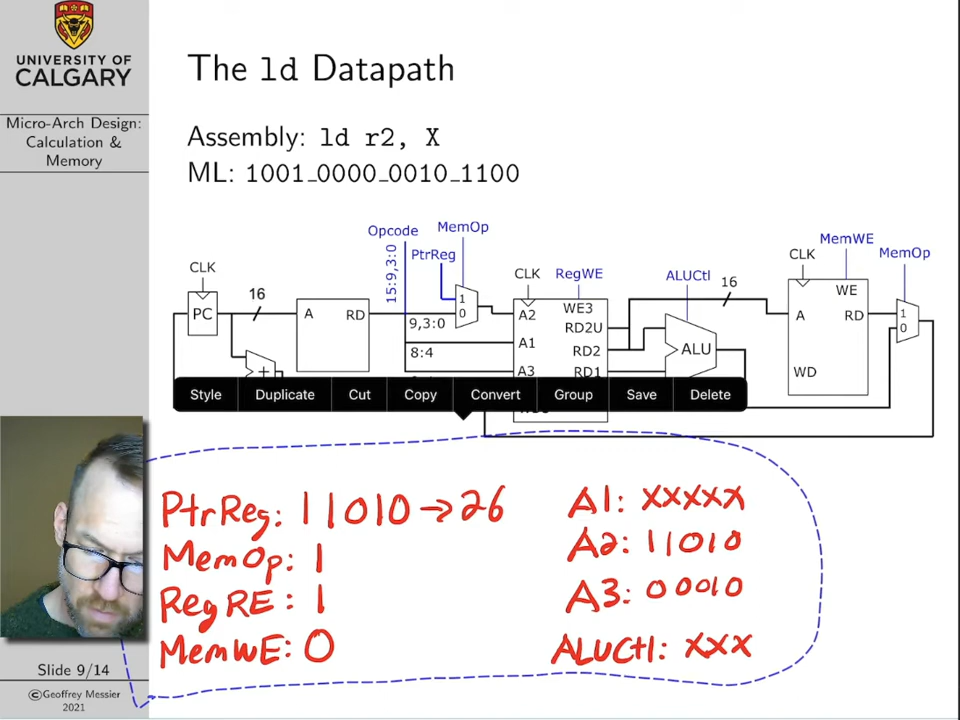 UNIVERSITY OF
CALGARY
Micro-Arch Design:
Calculation &
Memory
The ld Datapath
Assembly: ld r2, X
ML: 1001_0000_0010_1100
Opcode
MemOp
PtrReg
15:9,3:0
CLK
16
PC
A
RD
1
0
9,3:0
8:4
+
CLK
RegWE
A2
WE3
RD2U
A1
RD2
A3
RD1
ALUCtl
ALU
16
CLK
MemWE
MemOp
WE
A
RD
1
0
WD
Style
Duplicate
Cut
Copy
Convert
Group
Save
Delete
PtrReg: 11010→26
MemOp: 1
RegRE: 1
MemWE: 0
A1: XXXXX
A2: 11010
A3: 00010
ALUCtl: XXX
Slide 9/14
©Geoffrey Messier
2021